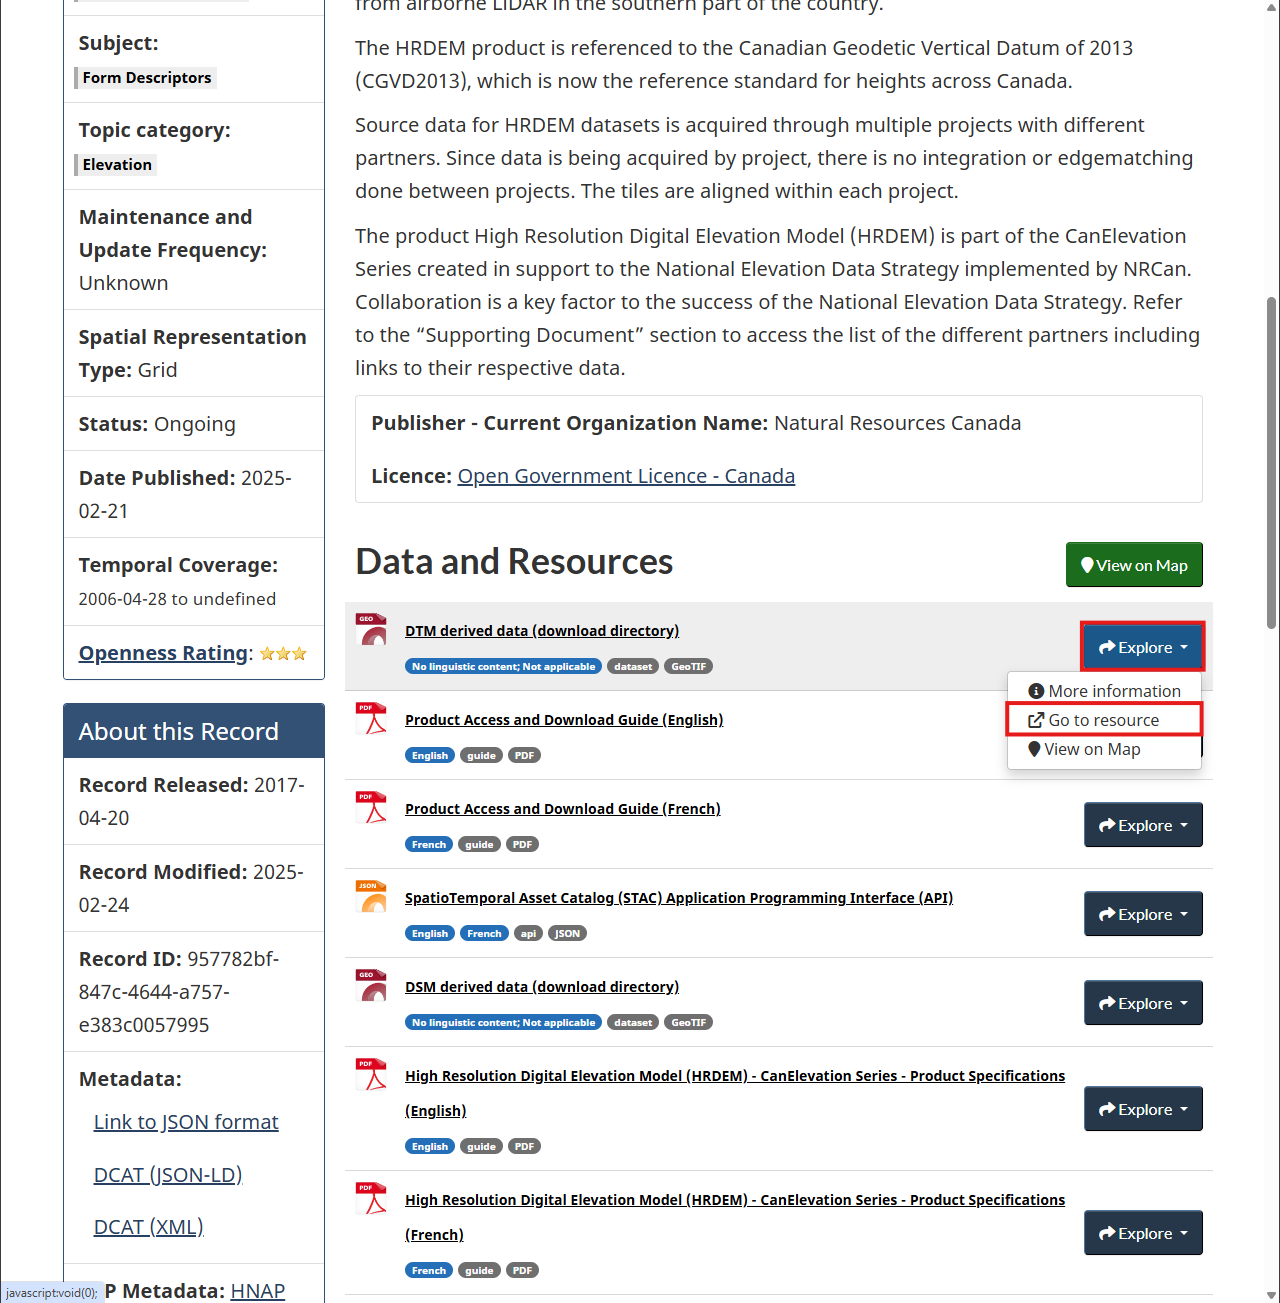 from airborne LiDAR in the southern part of the country.
Subject:
Form Descriptors
Topic category:
Elevation
Maintenance and
Update Frequency:
Unknown
Spatial Representation
Type: Grid
Status: Ongoing
Date Published: 2025-
02-21
Temporal Coverage:
2006-04-28 to undefined
Openness Rating:
About this Record
Record Released: 2017-
04-20
Record Modified: 2025-
02-24
Record ID: 957782bf-
847c-4644-a757-
e383c0057995
Metadata:
Link to JSON format
DCAT (JSON-LD)
DCAT (XML)
P Metadata: HNAP
javascript:void(0);
The HRDEM product is referenced to the Canadian Geodetic Vertical Datum of 2013
(CGVD2013), which is now the reference standard for heights across Canada.
Source data for HRDEM datasets is acquired through multiple projects with different
partners. Since data is being acquired by project, there is no integration or edgematching
done between projects. The tiles are aligned within each project.
The product High Resolution Digital Elevation Model (HRDEM) is part of the CanElevation
Series created in support to the National Elevation Data Strategy implemented by NRCan.
Collaboration is a key factor to the success of the National Elevation Data Strategy. Refer
to the “Supporting Document” section to access the list of the different partners including
links to their respective data.
Publisher - Current Organization Name: Natural Resources Canada
Licence: Open Government Licence - Canada
Data and Resources
View on Map
GEO
DTM derived data (download directory)
No linguistic content; Not applicable dataset GeoTIF
Explore
More information
Go to resource
View on Map
PDF
Product Access and Download Guide (English)
English guide PDF
PDF
Product Access and Download Guide (French)
French guide PDF
Explore
JSON
SpatioTemporal Asset Catalog (STAC) Application Programming Interface (API)
English French api JSON
Explore
GEO
DSM derived data (download directory)
No linguistic content; Not applicable dataset GeoTIF
Explore
PDF
High Resolution Digital Elevation Model (HRDEM) - CanElevation Series - Product Specifications
(English)
English guide PDF
Explore
PDF
High Resolution Digital Elevation Model (HRDEM) - CanElevation Series - Product Specifications
(French)
French guide PDF
Explore